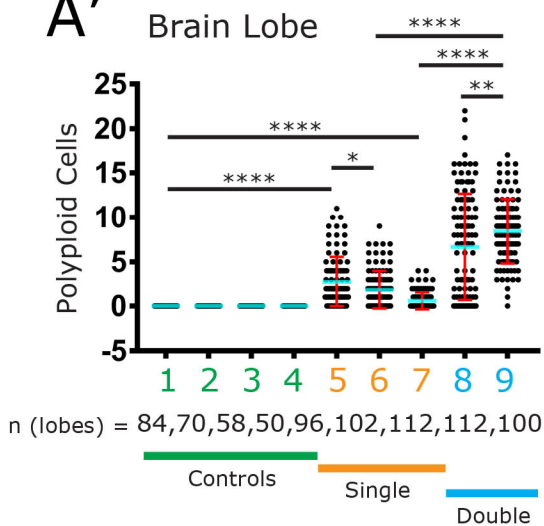 A’
Brain Lobe
****
****
**
****
*
****
Polyploid Cells
25
20
15
10
5
0
-5
1 2 3 4 5 6 7 8 9
n (lobes) = 84,70,58,50,96,102,112,112,100
Controls
Single
Double